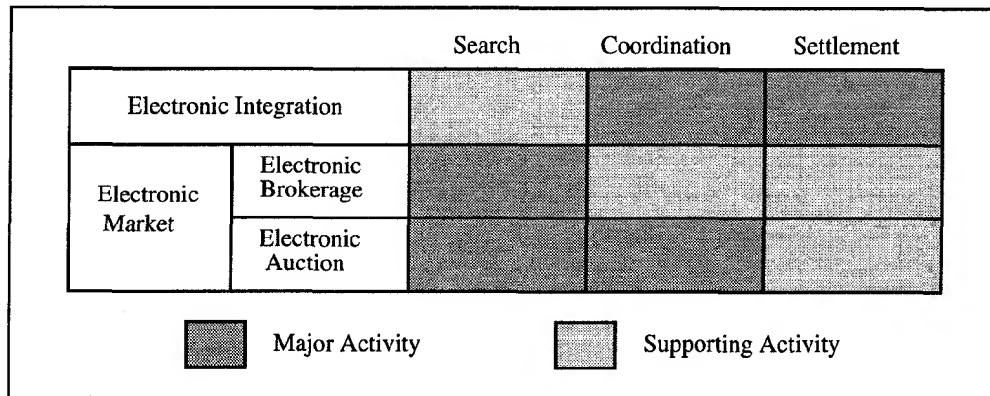 Search Coordination Settlement
Electronic Integration
Electronic
Market
Electronic
Brokerage
Electronic
Auction
Major Activity Supporting Activity